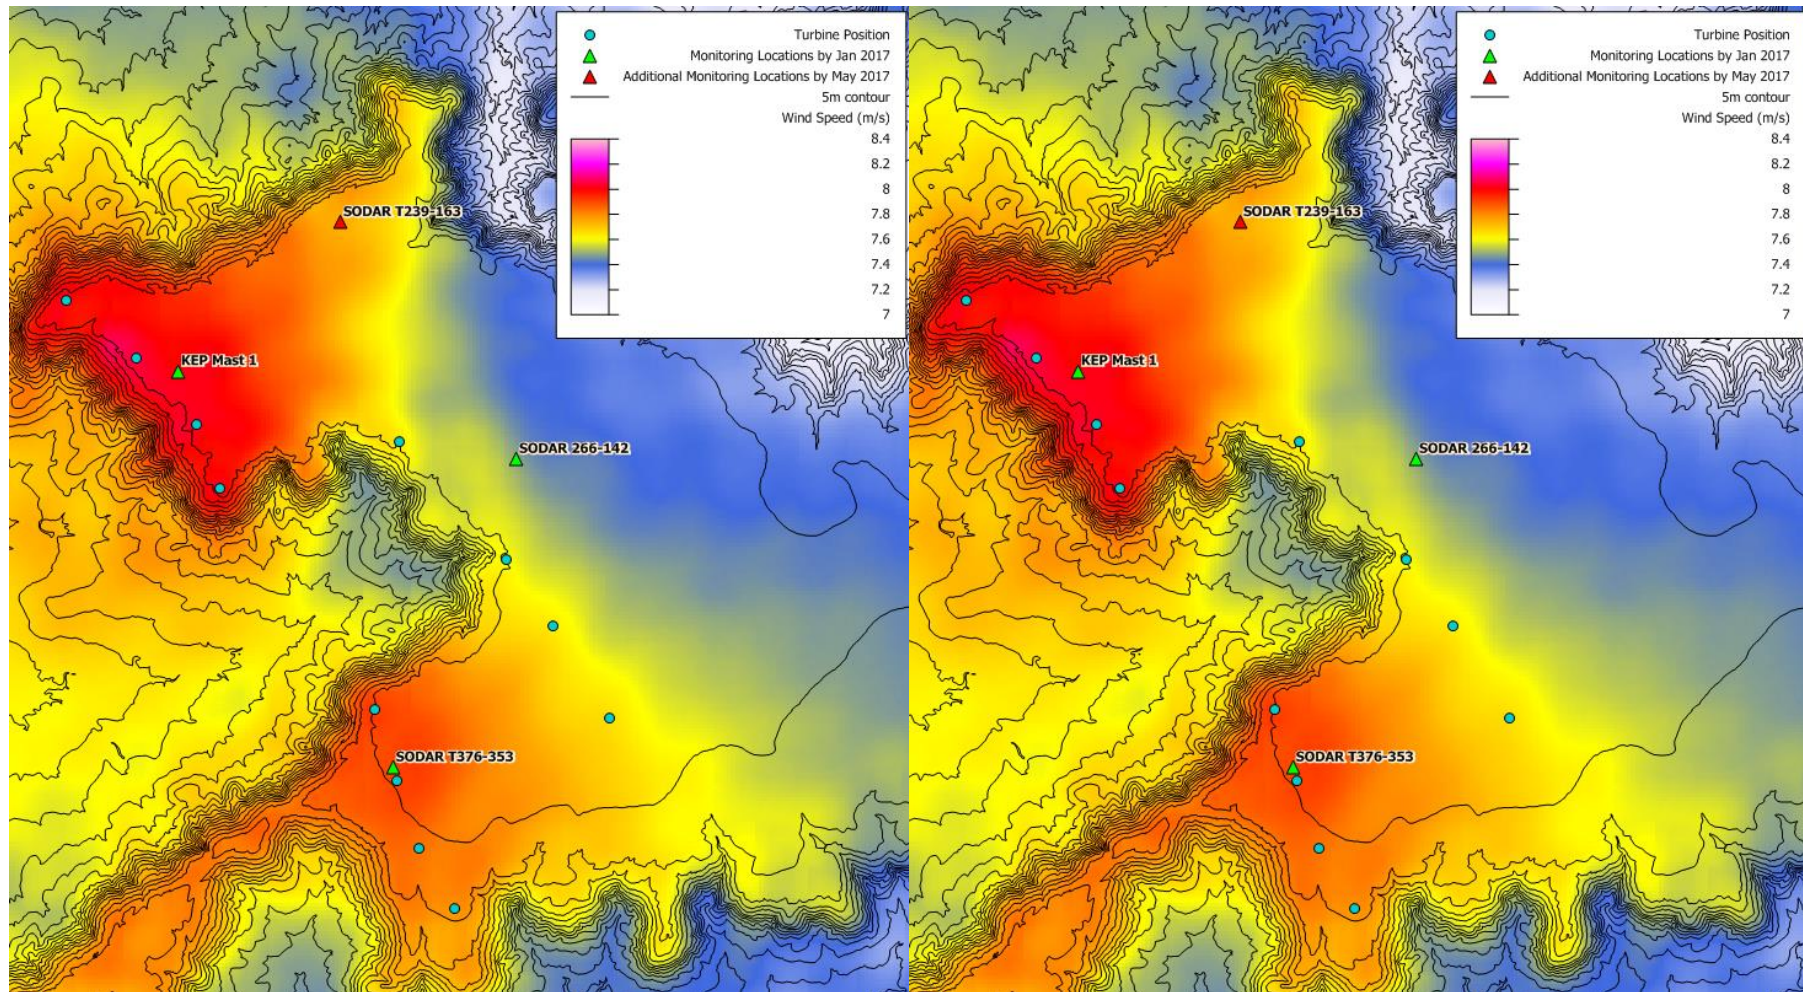 Turbine Position
Monitoring Locations by Jan 2017
Additional Monitoring Locations by May 2017
5m contour
Wind Speed (m/s)
8.4
8.2
8
7.8
7.6
7.4
7.2
7
SODAR T239-163
KEP Mast 1
SODAR 266-142
SODAR T376-353
Turbine Position
Monitoring Locations by Jan 2017
Additional Monitoring Locations by May 2017
5m contour
Wind Speed (m/s)
8.4
8.2
8
7.8
7.6
7.4
7.2
7
SODAR T239-163
KEP Mast 1
SODAR 266-142
SODAR T376-353